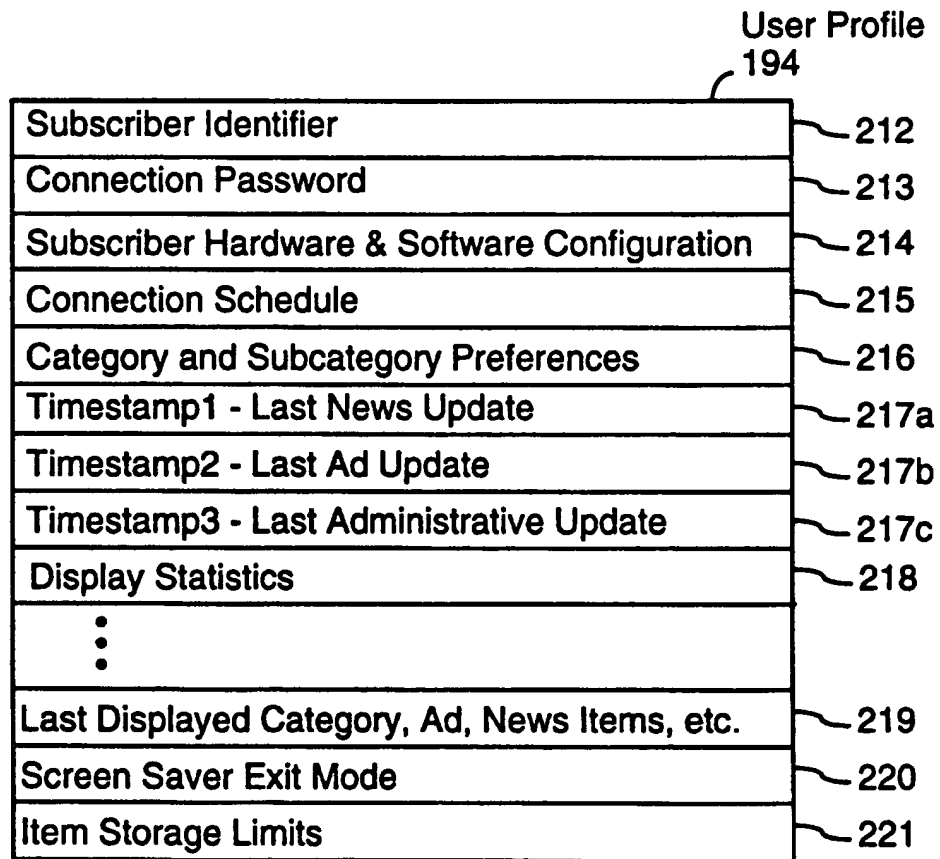 User Profile
194
Subscriber Identifier 212
Connection Password 213
Subscriber Hardware & Software Configuration 214
Connection Schedule 215
Category and Subcategory Preferences 216
Timestamp1 - Last News Update 217a
Timestamp2 - Last Ad Update 217b
Timestamp3 - Last Administrative Update 217c
Display Statistics 218
Last Displayed Category, Ad, News Items, etc. 219
Screen Saver Exit Mode 220
Item Storage Limits 221